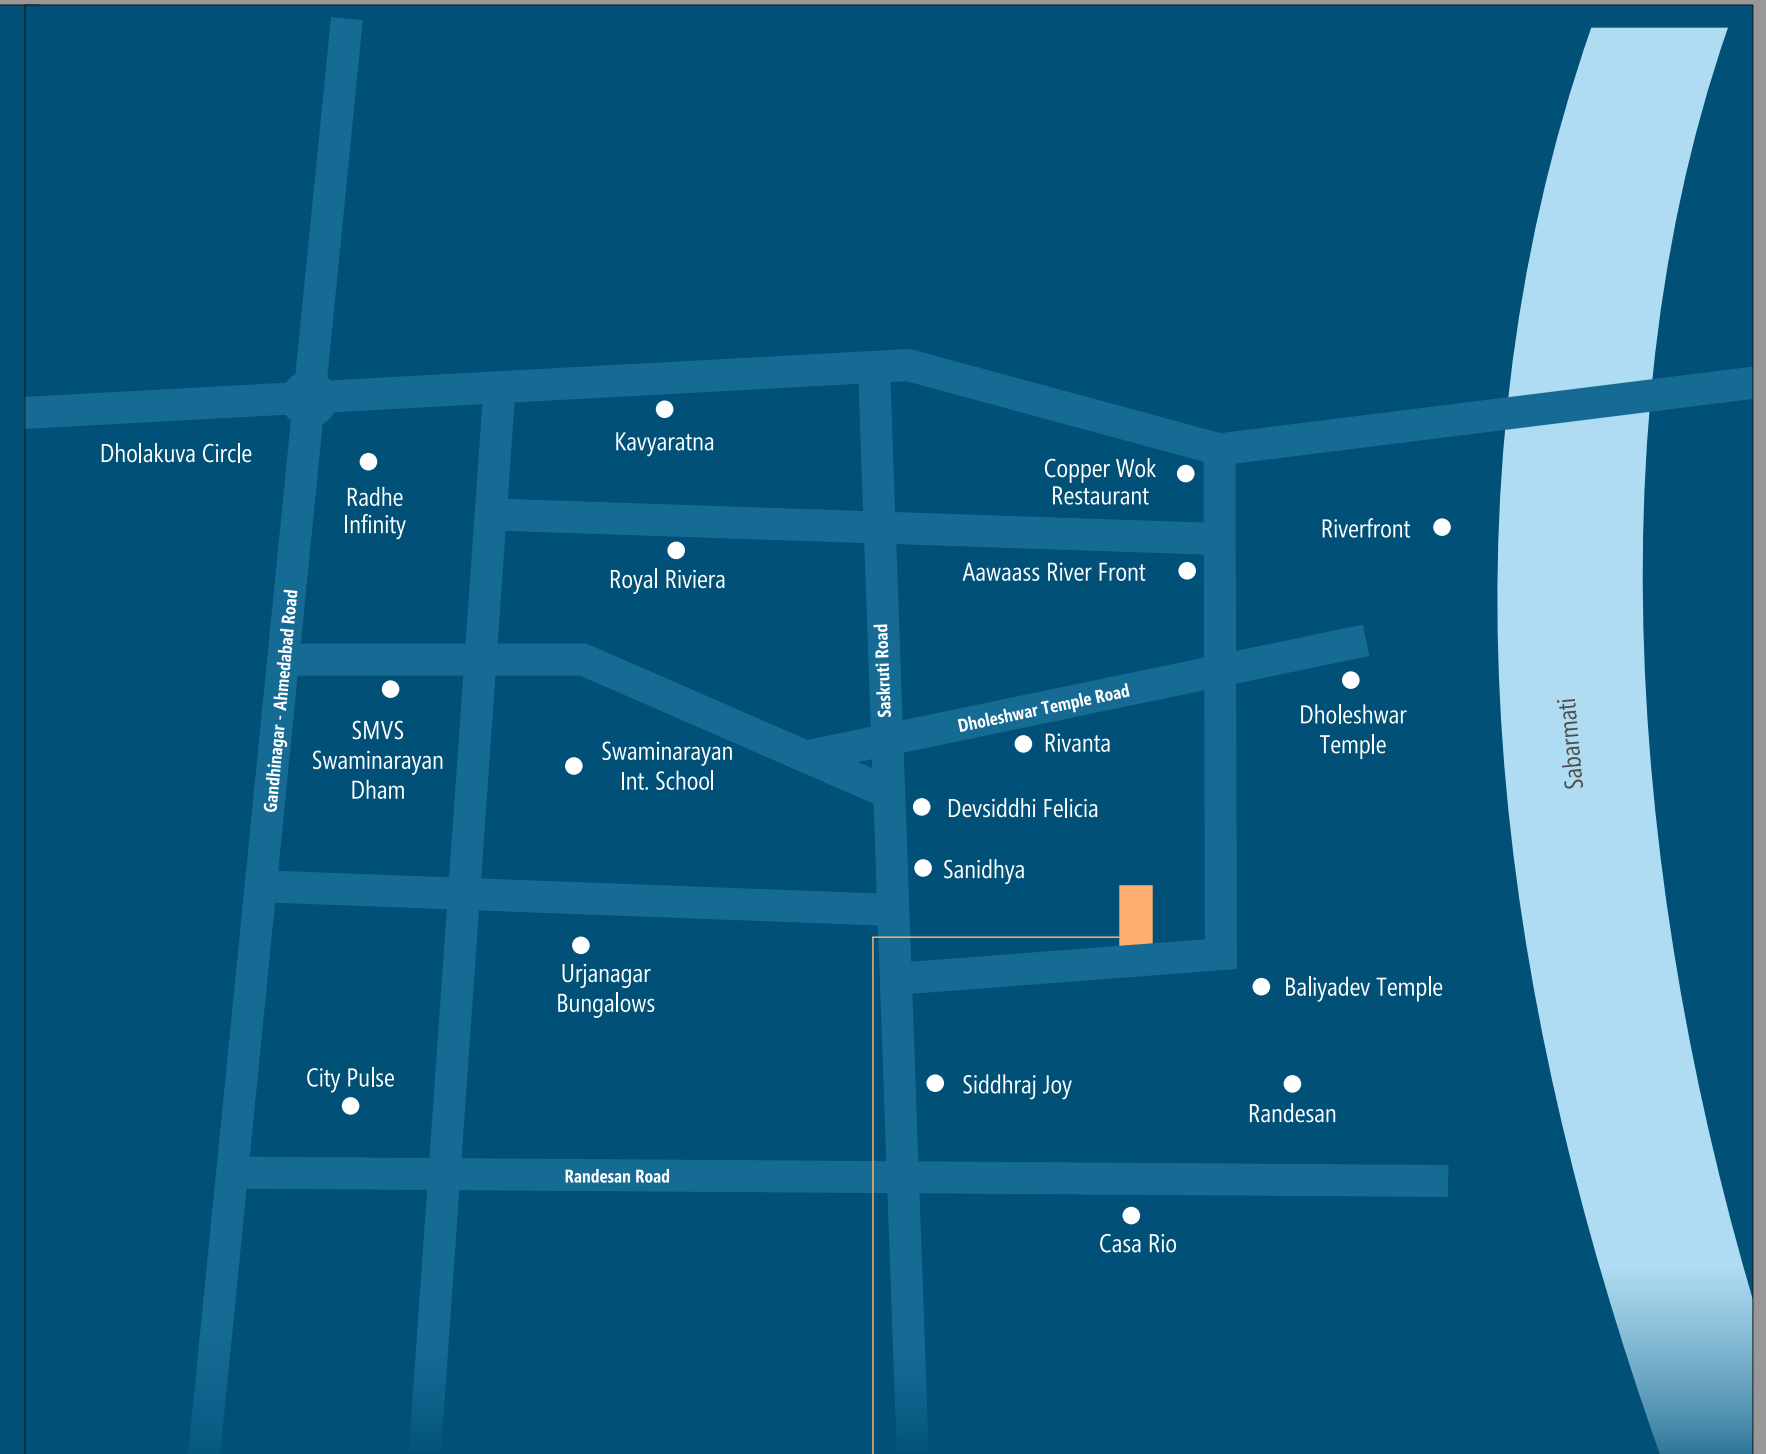 Dholakuva Circle
Radhe
Infinity
Kavyaratna
Copper Wok
Restaurant
Riverfront
Royal Riviera
Aawaass River Front
Gandhinagar - Ahmedabad Road
Saskruti Road
Dholeshwar Temple Road
SMVS
Swaminarayan
Dham
Swaminarayan
Int. School
Rivanta
Dholeshwar
Temple
Sabarmati
Devsiddhi Felicia
Sanidhya
Urjanagar
Bungalows
Baliyadev Temple
City Pulse
Siddhraj Joy
Randesan
Randesan Road
Casa Rio